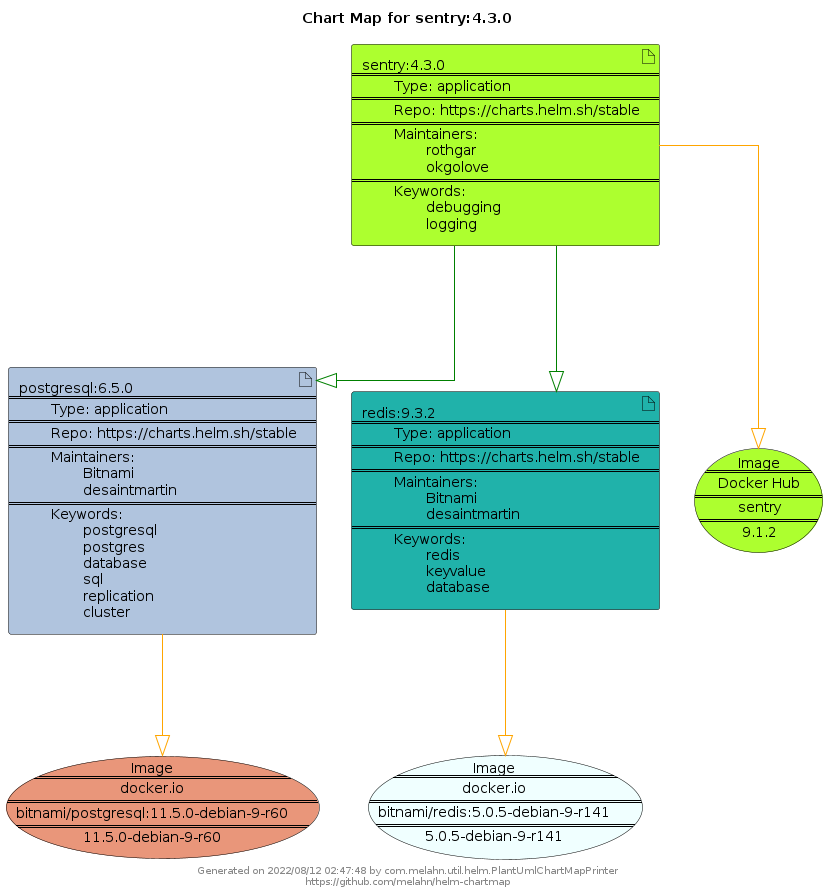 Chart Map for sentry:4.3.0
sentry:4.3.0
Type: application
Repo: https://charts.helm.sh/stable
Maintainers:
rothgar
okgolove
Keywords:
debugging
logging
postgresql:6.5.0
Type: application
Repo: https://charts.helm.sh/stable
Maintainers:
Bitnami
desaintmartin
Keywords:
postgresql
postgres
database
sql
replication
cluster
redis:9.3.2
Type: application
Repo: https://charts.helm.sh/stable
Maintainers:
Bitnami
desaintmartin
Keywords:
redis
keyvalue
database
Image
Docker Hub
sentry
9.1.2
Image
docker.io
bitnami/postgresql:11.5.0-debian-9-r60
11.5.0-debian-9-r60
Image
docker.io
bitnami/redis:5.0.5-debian-9-r141
5.0.5-debian-9-r141
Generated on 2022/08/12 02:47:48 by com.melahn.util.helm.PlantUmlChartMapPrinter
https://github.com/melahn/helm-chartmap